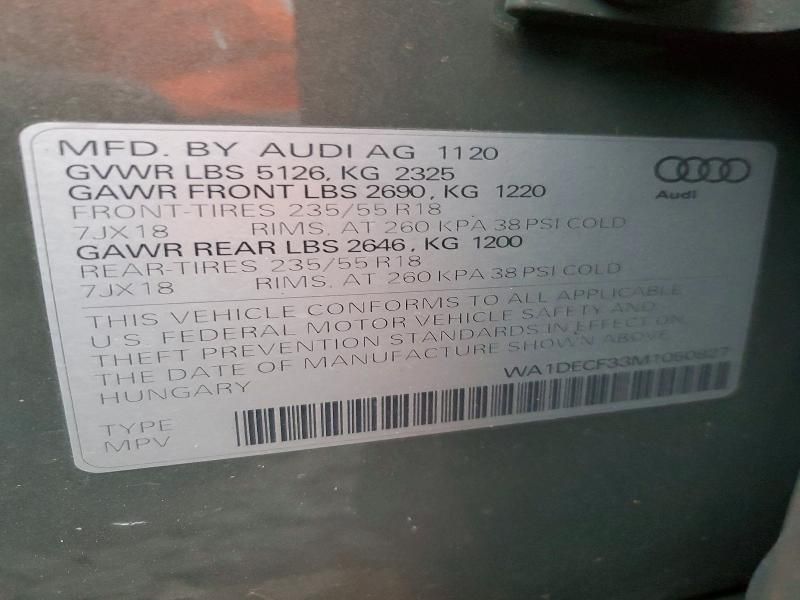 MFD. BY AUDI AG 1120
GVWR LBS 5126, KG 2325
GAWR FRONT LBS 2690, KG 1220
FRONT-TIRES 235/55 R18
7JX18 RIMS, AT 260 KPA 38 PSI COLD
GAWR REAR LBS 2646, KG 1200
REAR-TIRES 235/55 R18
7JX18 RIMS, AT 260 KPA 38 PSI COLD
Audi
THIS VEHICLE CONFORMS TO ALL APPLICABLE
U.S. FEDERAL MOTOR VEHICLE SAFETY AND
THEFT PREVENTION STANDARDS IN EFFECT ON
THE DATE OF MANUFACTURE SHOWN ABOVE.
HUNGARY
TYPE
MPV